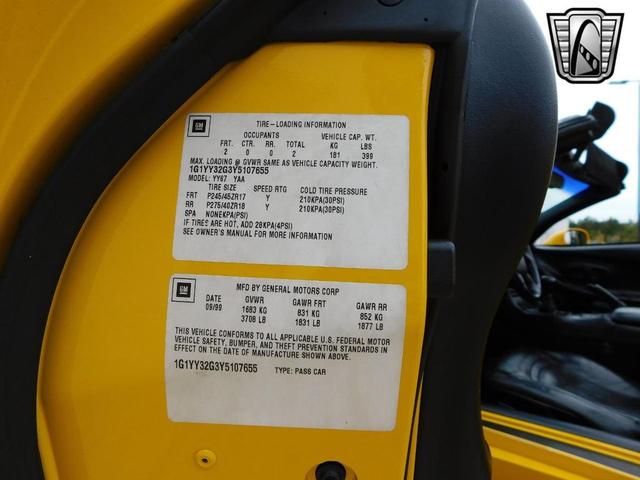 GM
TIRE-LOADING INFORMATION
OCCUPANTS VEHICLE CAP. WT.
FRT. CTR. RR. TOTAL KG LBS
2 0 0 2 181 399
MAX. LOADING @ GVWR SAME AS VEHICLE CAPACITY WEIGHT.
1G1YY32G3Y5107655
MODEL: YY67 YAA
TIRE SIZE SPEED RTG COLD TIRE PRESSURE
FRT P245/45ZR17 Y 210KPA(30PSI)
RR P275/40ZR18 Y 210KPA(30PSI)
SPA NONEKPA(PSI)
IF TIRES ARE HOT, ADD 28KPA(4PSI)
SEE OWNER'S MANUAL FOR MORE INFORMATION
GM
MFD BY GENERAL MOTORS CORP
DATE GVWR GAWR FRT GAWR RR
09/99 1683 KG 831 KG 852 KG
3708 LB 1831 LB 1877 LB
THIS VEHICLE CONFORMS TO ALL APPLICABLE U.S. FEDERAL MOTOR
VEHICLE SAFETY, BUMPER, AND THEFT PREVENTION STANDARDS IN
EFFECT ON THE DATE OF MANUFACTURE SHOWN ABOVE.
1G1YY32G3Y5107655 TYPE: PASS CAR